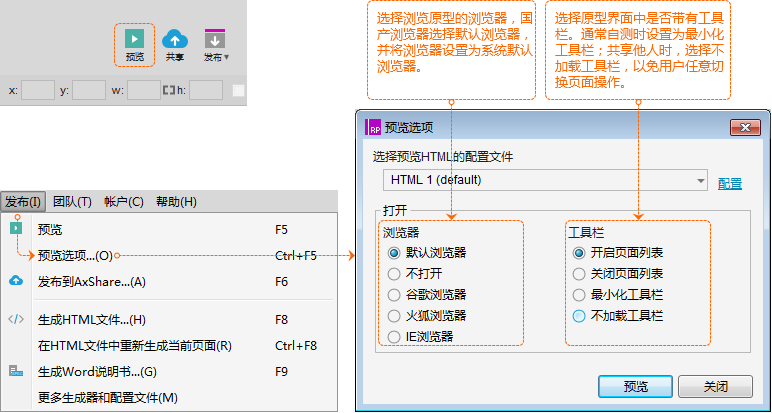 预览
共享
发布
x:
y:
w:
h:
选择浏览原型的浏览器，国
产浏览器选择默认浏览器，
并将浏览器设置为系统默认
浏览器。
选择原型界面中是否带有工具
栏。通常自测时设置为最小化
工具栏；共享他人时，选择不
加载工具栏，以免用户任意切
换页面操作。
发布(I) 团队(T) 帐户(C) 帮助(H)
预览 F5
预览选项...(O) Ctrl+F5
发布到AxShare...(A) F6
生成HTML文件...(H) F8
在HTML文件中重新生成当前页面(R) Ctrl+F8
生成Word说明书...(G) F9
更多生成器和配置文件(M)
RP 预览选项
选择预览HTML的配置文件
HTML 1 (default) 配置
打开
浏览器
默认浏览器
不打开
谷歌浏览器
火狐浏览器
IE浏览器
工具栏
开启页面列表
关闭页面列表
最小化工具栏
不加载工具栏
预览 关闭